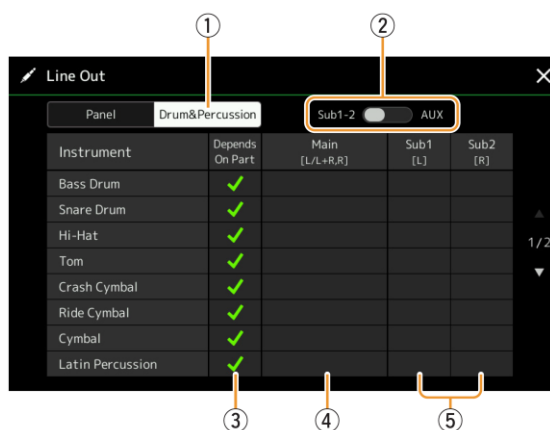 ① ②
Line Out ×
Panel Drum&Percussion Sub1-2 AUX
Instrument Depends On Part Main [L/L+R,R] Sub1 [L] Sub2 [R]
Bass Drum ✓
Snare Drum ✓
Hi-Hat ✓
1/2
Tom ✓
Crash Cymbal ✓
Ride Cymbal ✓
Cymbal ✓
Latin Percussion ✓
③ ④ ⑤